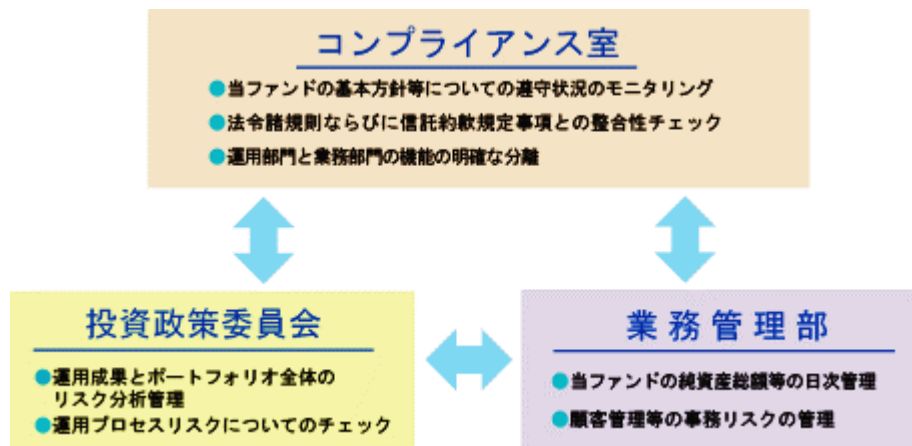 コンプライアンス室
●当ファンドの基本方針等についての遵守状況のモニタリング
●法令諸規則ならびに信託約款規定事項との整合性チェック
●運用部門と業務部門の機能の明確な分離
投資政策委員会
●運用成果とポートフォリオ全体の
リスク分析管理
●運用プロセスリスクについてのチェック
業務管理部
●当ファンドの純資産総額等の日次管理
●顧客管理等の事務リスクの管理